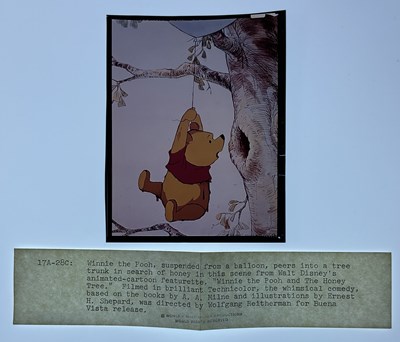 17A-28C: Winnie the Pooh, suspended from a balloon, peers into a tree
trunk in search of honey in this scene from Walt Disney's
animated-cartoon featurette, "Winnie the Pooh and The Honey
Tree." Filmed in brilliant Technicolor, the whimsical comedy,
based on the books by A. A. Milne and illustrations by Ernest
H. Shepard, was directed by Wolfgang Reitherman for Buena
Vista release.